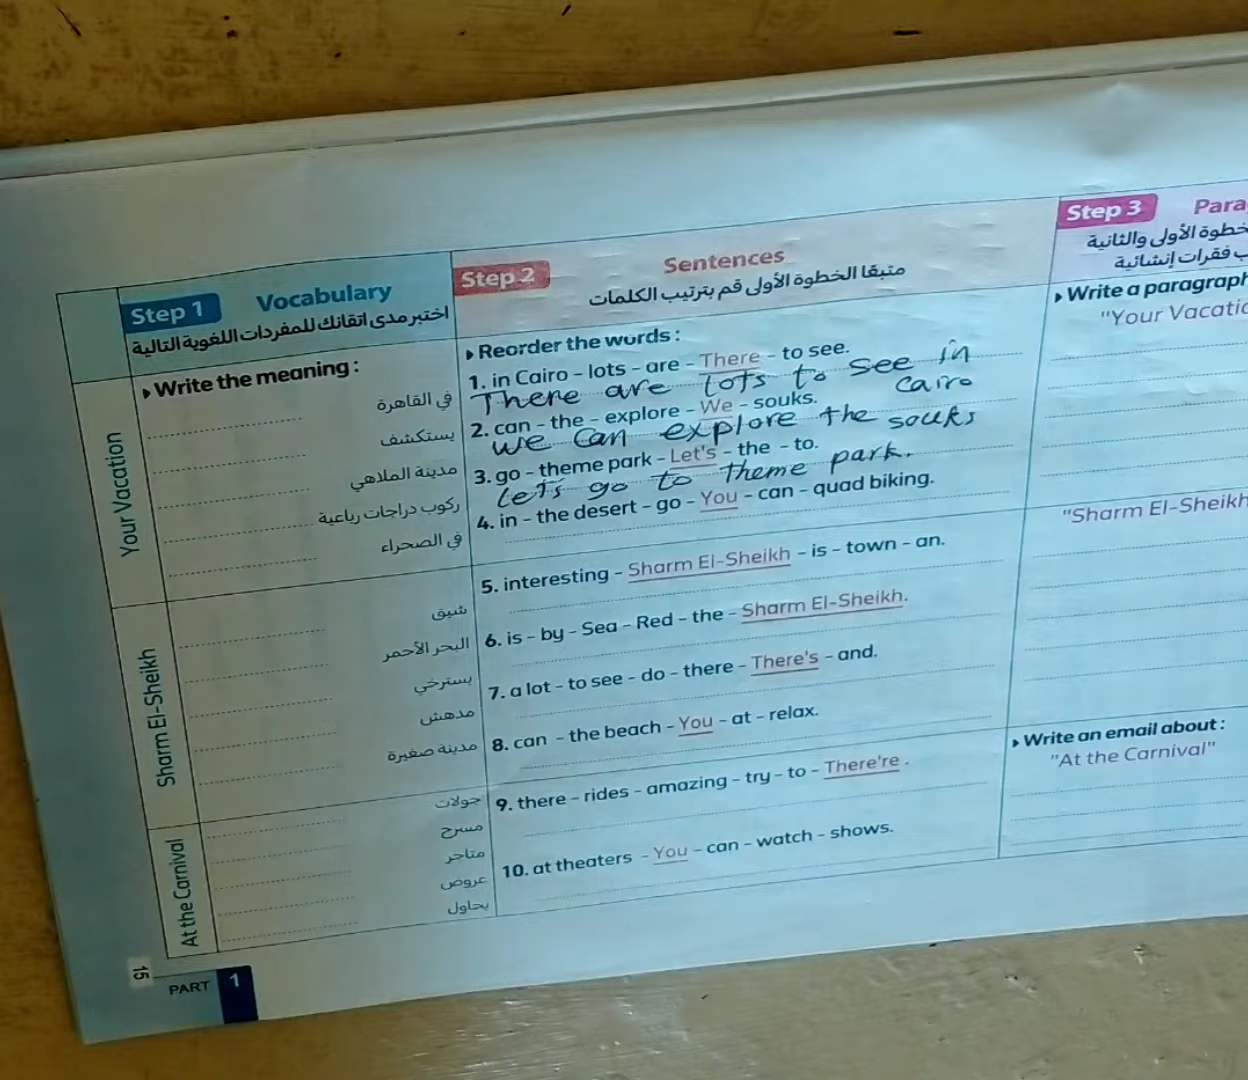 Step 1 Vocabulary
اختبر مدى اتقانك للمفردات اللغوية التالية
Write the meaning :
Your Vacation
في القاهرة
يستكشف
مدينة الملاهي
ركوب دراجات رباعية
في الصحراء
Sharm El-Sheikh
شيق
البحر الأحمر
يسترخي
مدهش
مدينة صغيرة
At the Carnival
جولات
مسرح
متاجر
عروض
يحاول
Step 2 Sentences
متبعًا الخطوة الأولى قم بترتيب الكلمات
Reorder the words :
1. in Cairo - lots - are - There - to see.
There are lots to see in
Cairo
2. can - the - explore - We - souks.
we can explore the souks
3. go - theme park - Let's - the - to.
Let's go to theme park.
4. in - the desert - go - You - can - quad biking.
5. interesting - Sharm El-Sheikh - is - town - an.
6. is - by - Sea - Red - the - Sharm El-Sheikh.
7. a lot - to see - do - there - There's - and.
8. can - the beach - You - at - relax.
9. there - rides - amazing - try - to - There're .
10. at theaters - You - can - watch - shows.
Step 3 Para
خطوة الأولى والثانية
ب فقرات إنشائية
Write a paragraph
"Your Vacatio
"Sharm El-Sheikh
Write an email about :
"At the Carnival"
15
PART 1